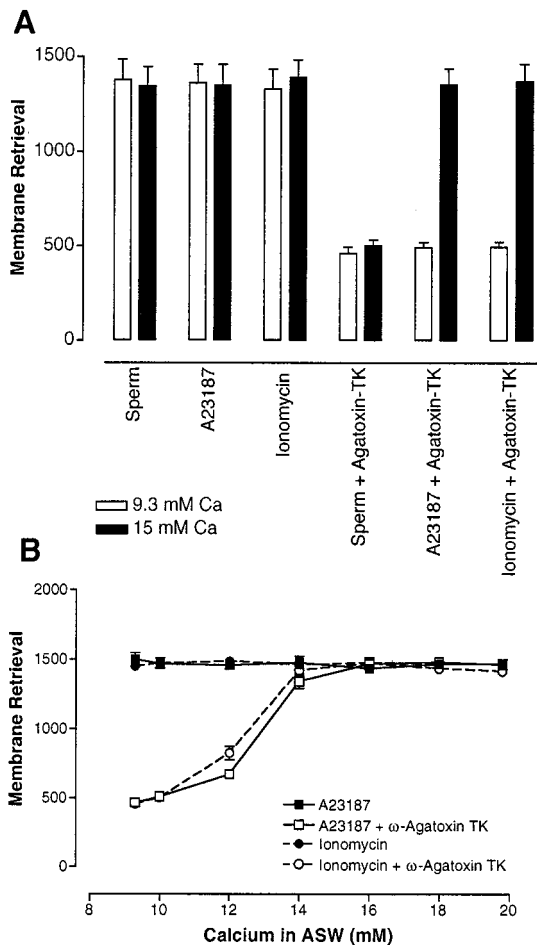 A
Membrane Retrieval
1500
1000
500
0
Sperm
A23187
Ionomycin
Sperm + Agatoxin-TK
A23187 + Agatoxin-TK
Ionomycin + Agatoxin-TK
9.3 mM Ca
15 mM Ca
B
Membrane Retrieval
2000
1500
1000
500
0
A23187
A23187 + ω-Agatoxin TK
Ionomycin
Ionomycin + ω-Agatoxin TK
8 10 12 14 16 18 20
Calcium in ASW (mM)